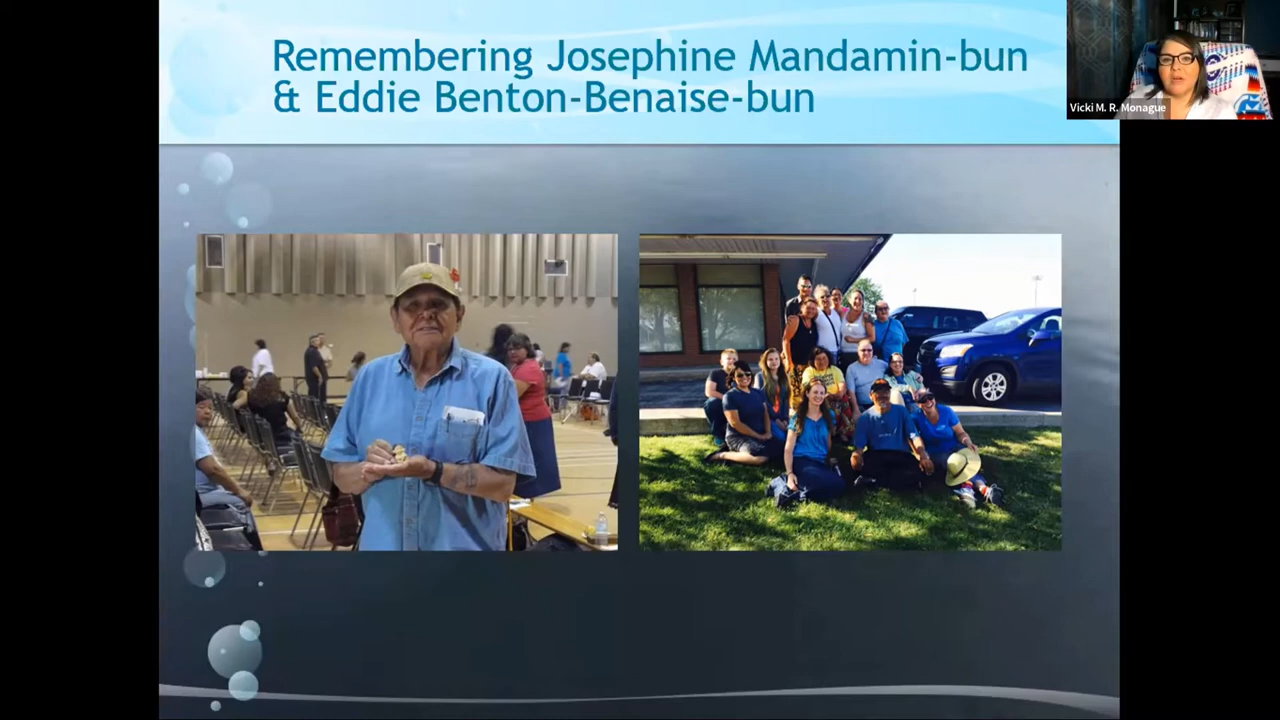 Remembering Josephine Mandamin-bun
& Eddie Benton-Benaise-bun
Vicki M. R. Monague